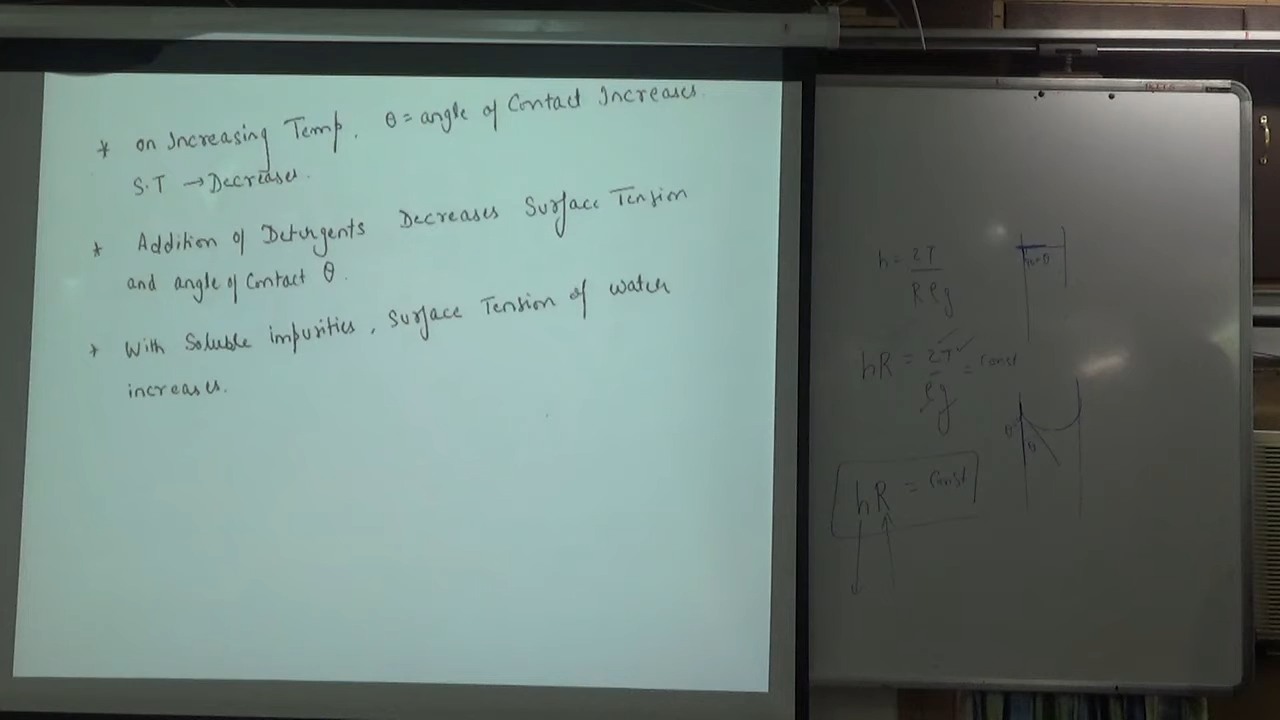 * on Increasing Temp, θ = angle of Contact Increases.
S.T → Decreases.
* Addition of Detergents Decreases Surface Tension
and angle of Contact θ.
* With Soluble impurities, Surface Tension of water
increases.
h = 2T
Rρg
hR = 2T = Const
ρg
hR = Const
θ
θ